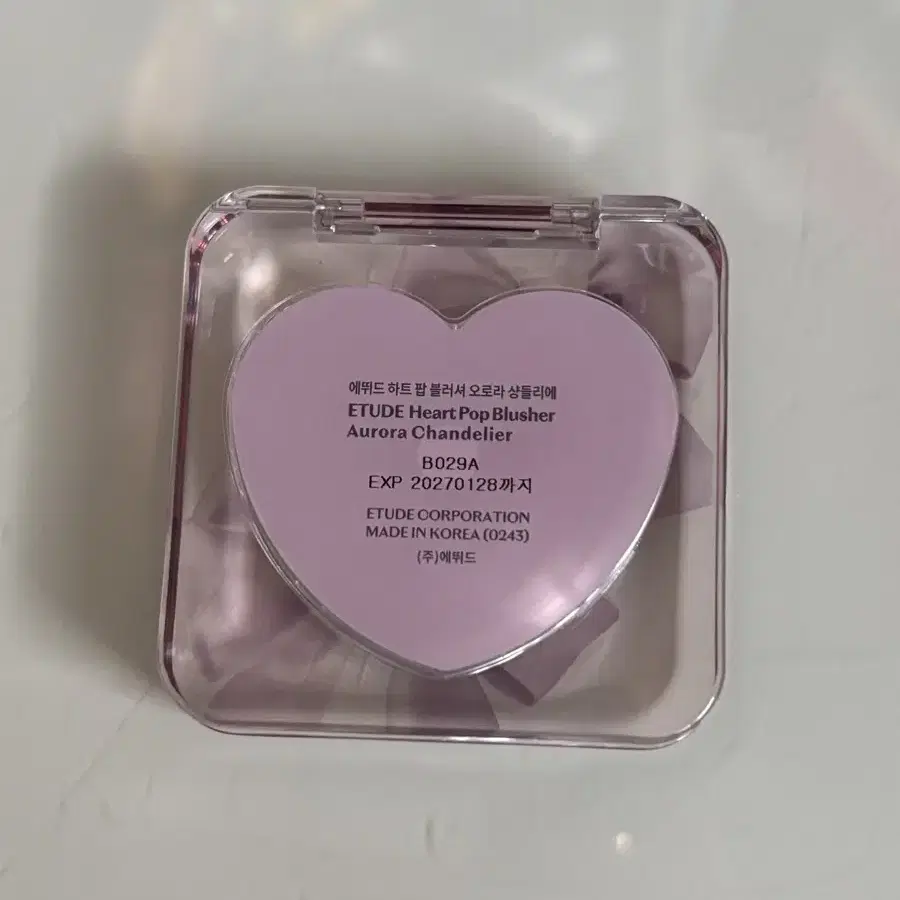 에뛰드 하트 팝 블러셔 오로라 샹들리에
ETUDE Heart Pop Blusher
Aurora Chandelier
B029A
EXP 20270128까지
ETUDE CORPORATION
MADE IN KOREA (0243)
(주)에뛰드